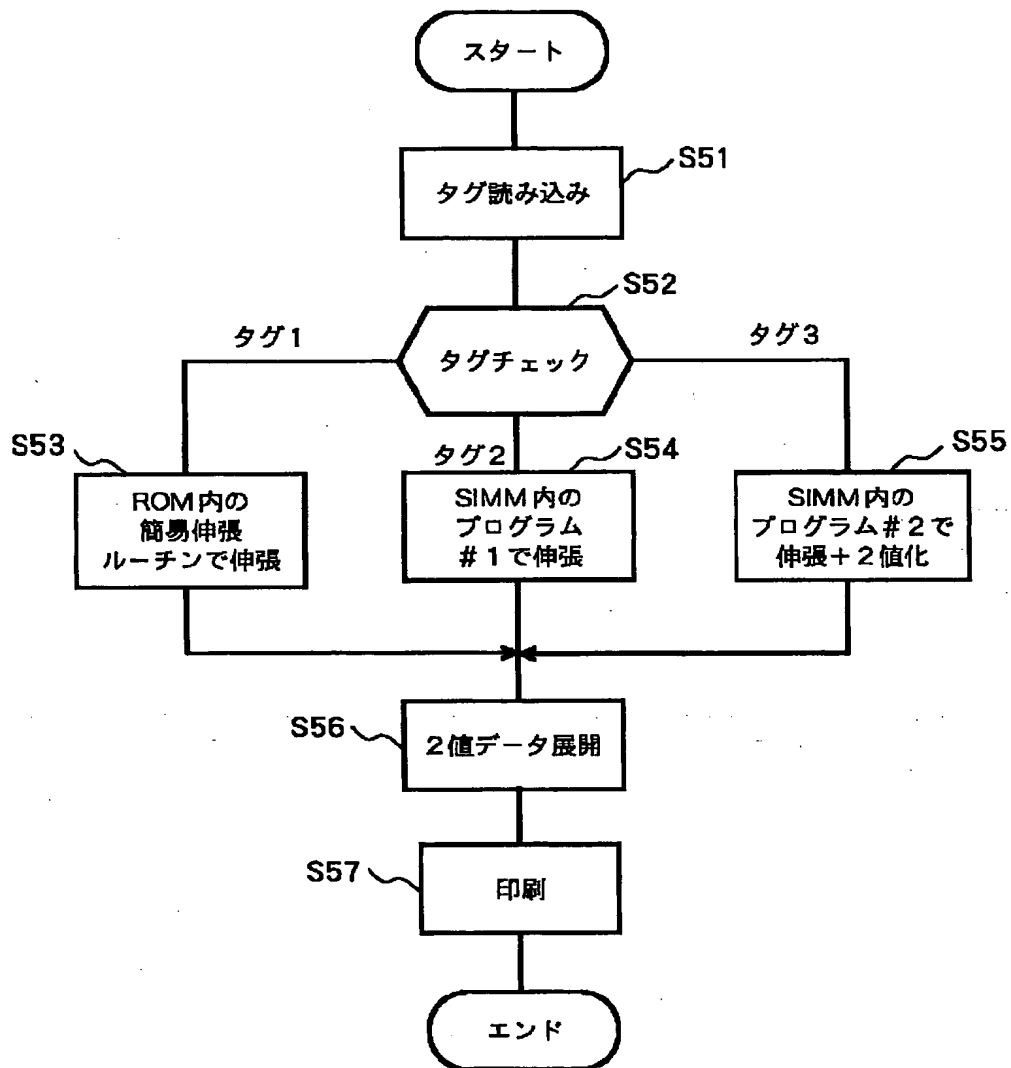 スタート
S51
タグ読み込み
S52
タグ1
タグチェック
タグ3
S53
タグ2
S54
S55
ROM内の
簡易伸張
ルーチンで伸張
SIMM内の
プログラム
#1で伸張
SIMM内の
プログラム#2で
伸張+2値化
S56
2値データ展開
S57
印刷
エンド